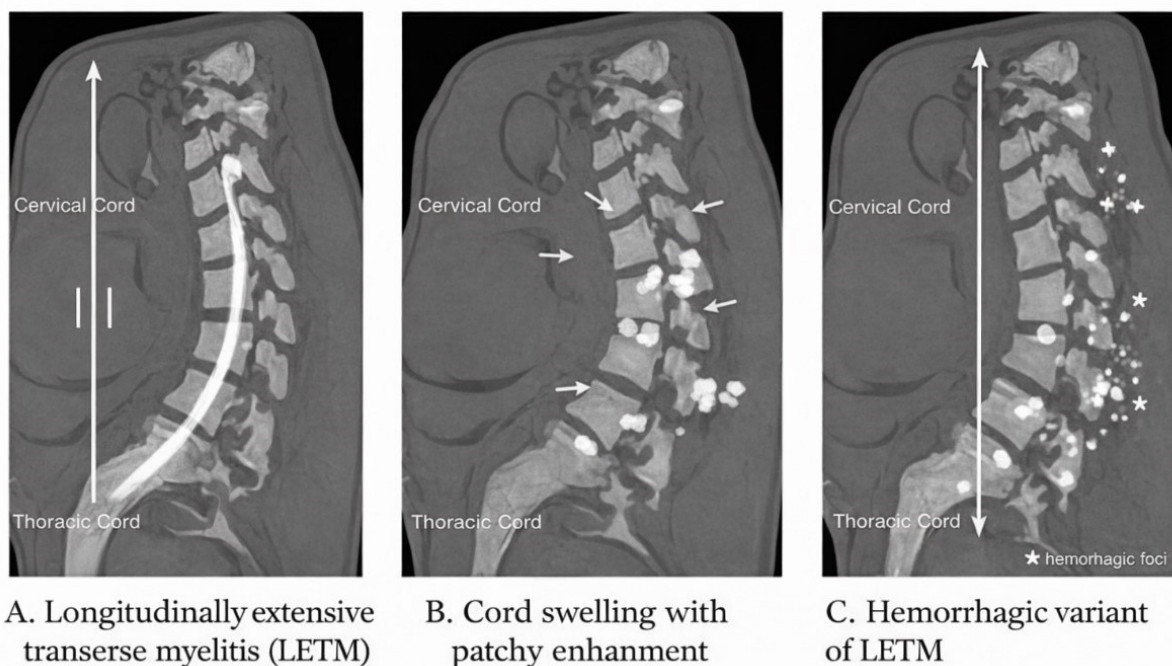 Cervical Cord
Thoracic Cord
Cervical Cord
Thoracic Cord
Cervical Cord
Thoracic Cord
★ hemorhagic foci
A. Longitudinally extensive
transerse myelitis (LETM)
B. Cord swelling with
patchy enhanment
C. Hemorrhagic variant
of LETM